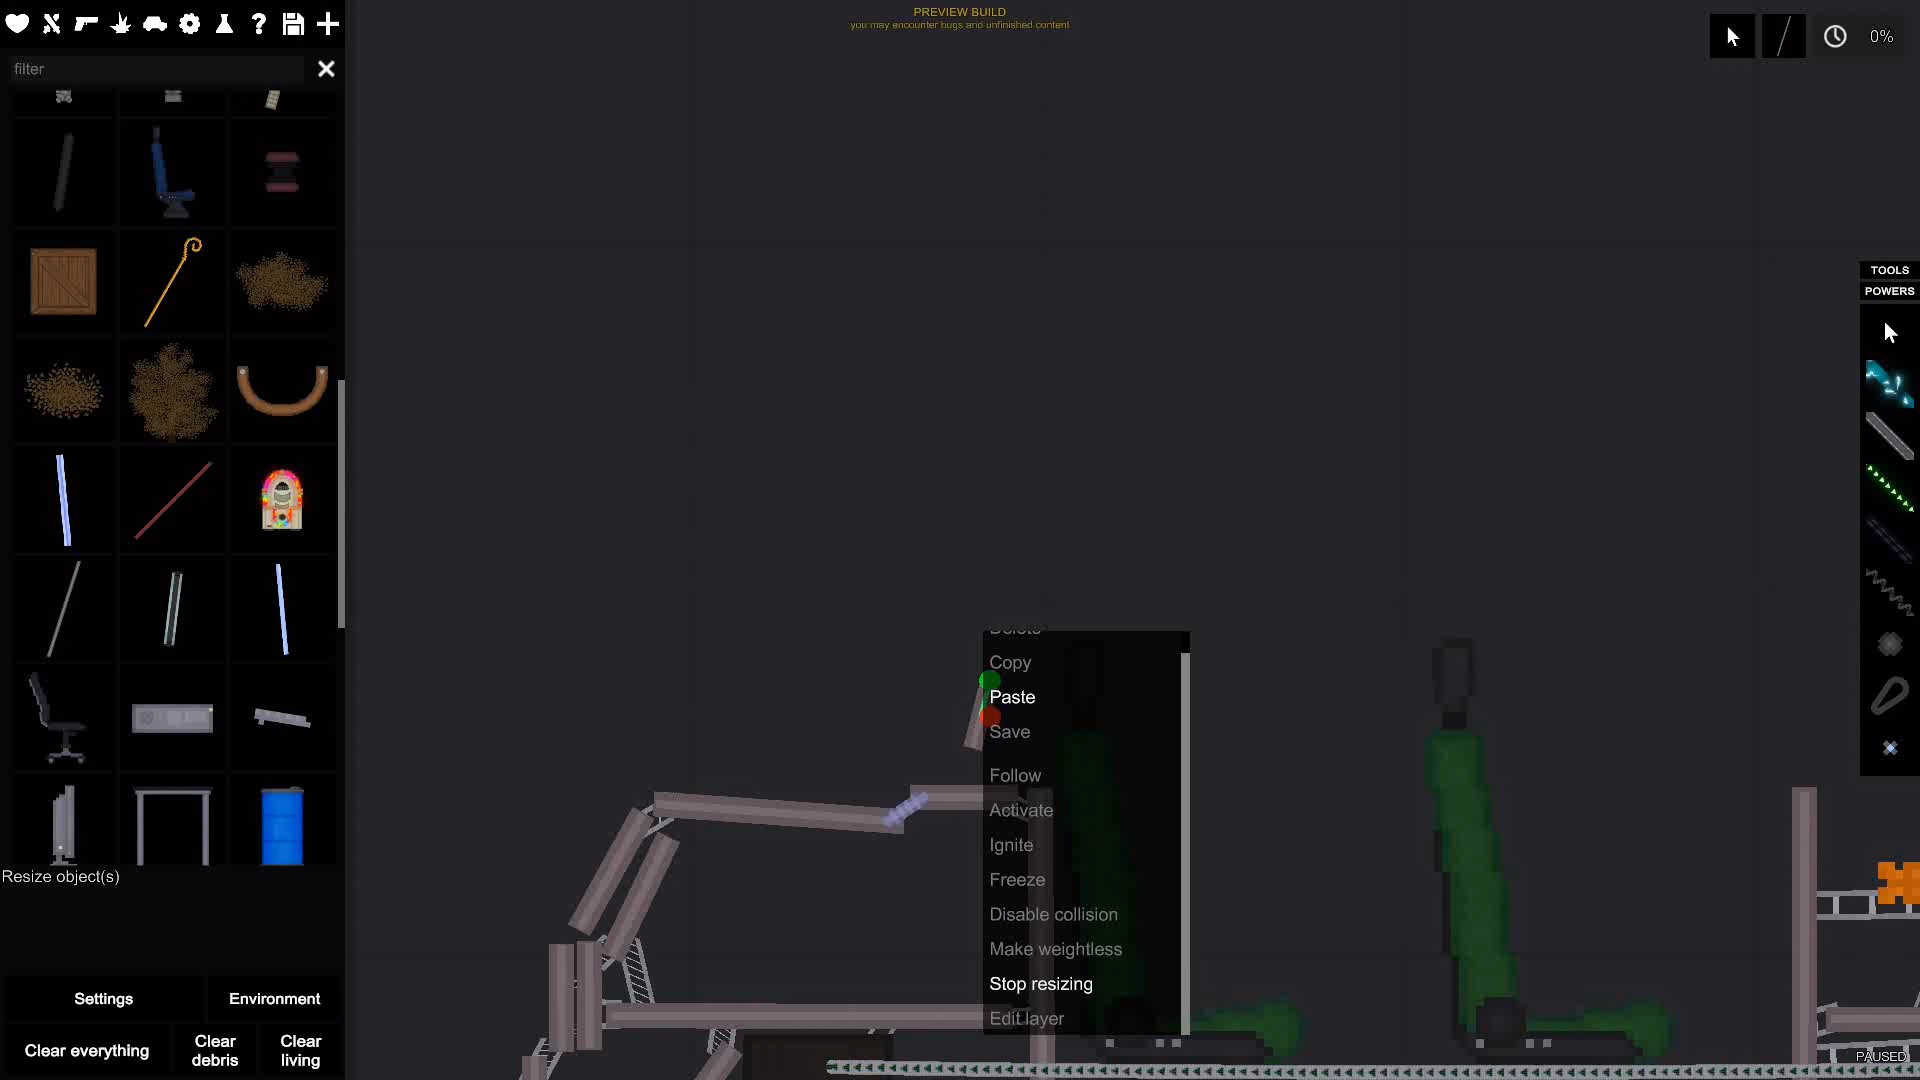 PREVIEW BUILD
you may encounter bugs and unfinished content
0%
filter
TOOLS
POWERS
Delete
Copy
Paste
Save
Follow
Activate
Ignite
Freeze
Disable collision
Make weightless
Stop resizing
Edit layer
Resize object(s)
Settings
Environment
Clear everything
Clear debris
Clear living
PAUSED